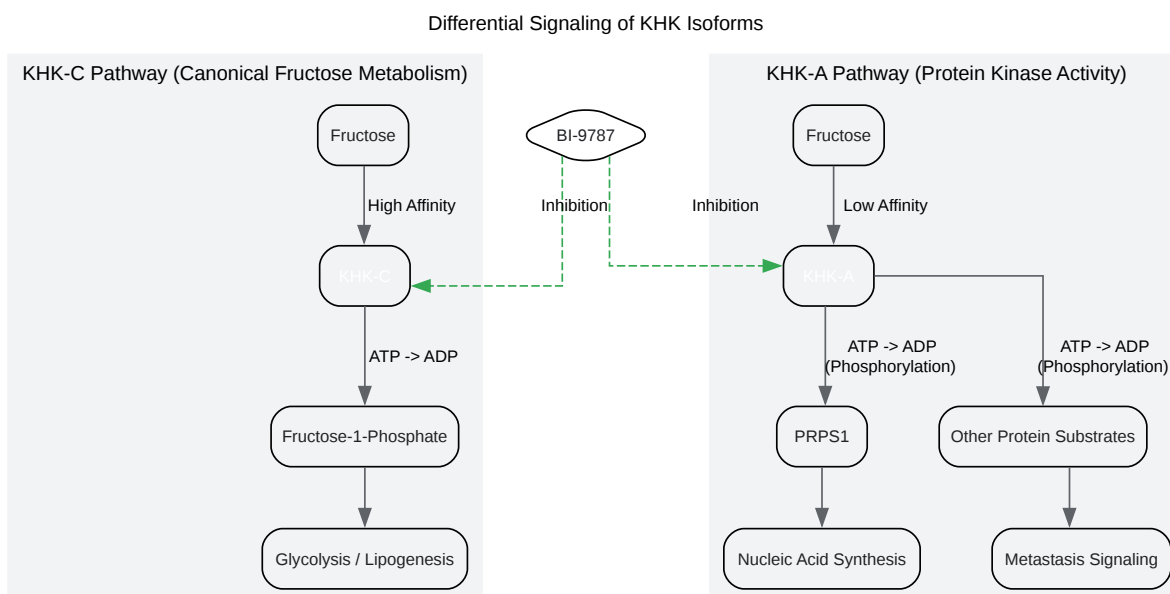 Differential Signaling of KHK Isoforms
KHK-C Pathway (Canonical Fructose Metabolism)
KHK-A Pathway (Protein Kinase Activity)
Fructose
BI-9787
Fructose
High Affinity
Inhibition
Inhibition
Low Affinity
KHK-C
KHK-A
ATP -> ADP
ATP -> ADP
(Phosphorylation)
ATP -> ADP
(Phosphorylation)
Fructose-1-Phosphate
PRPS1
Other Protein Substrates
Glycolysis / Lipogenesis
Nucleic Acid Synthesis
Metastasis Signaling